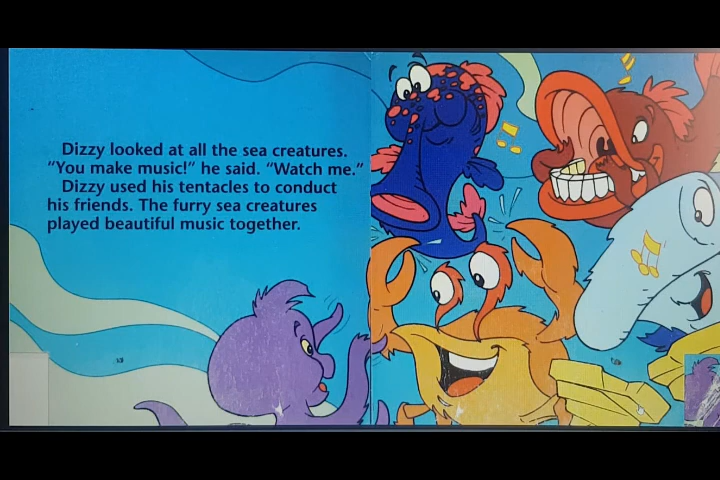 Dizzy looked at all the sea creatures.
"You make music!" he said. "Watch me."
Dizzy used his tentacles to conduct
his friends. The furry sea creatures
played beautiful music together.